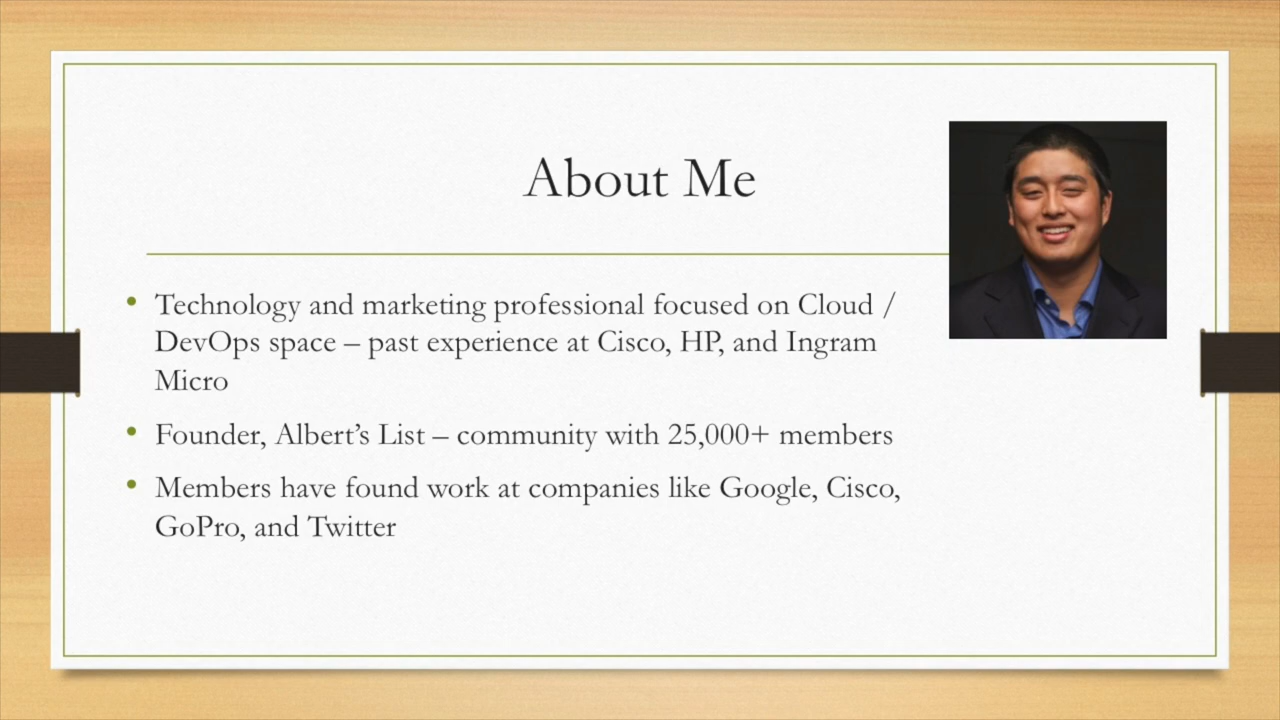 About Me
• Technology and marketing professional focused on Cloud /
DevOps space – past experience at Cisco, HP, and Ingram
Micro
• Founder, Albert’s List – community with 25,000+ members
• Members have found work at companies like Google, Cisco,
GoPro, and Twitter